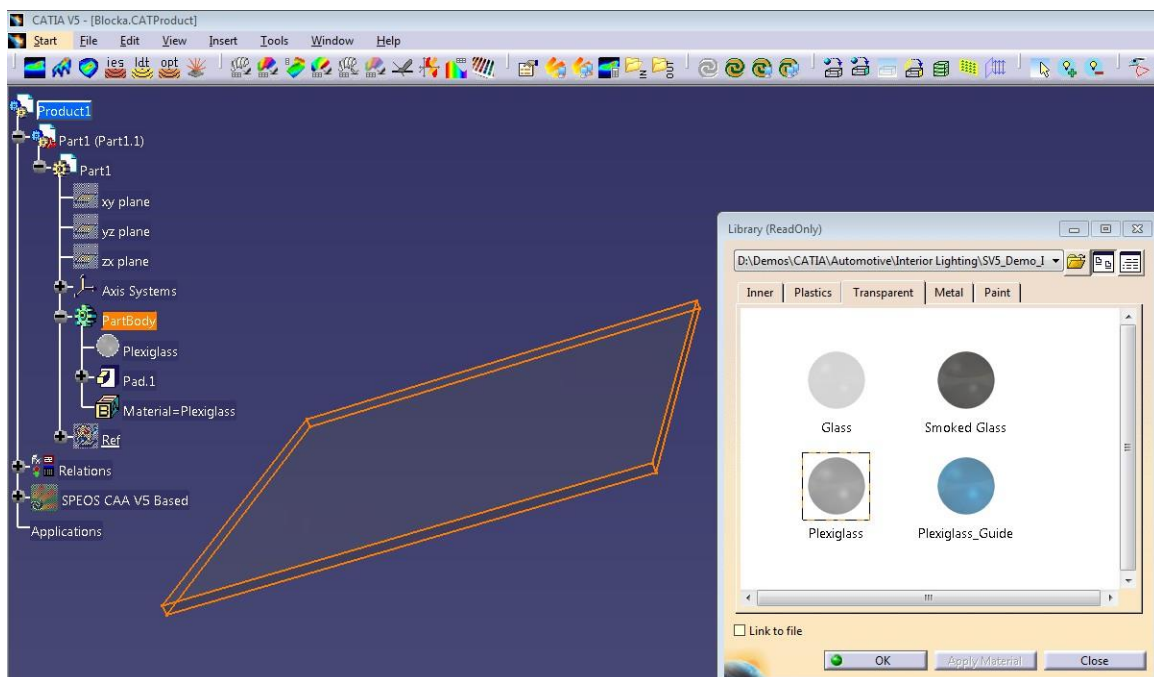 CATIA V5 - [Blocka.CATProduct]
Start File Edit View Insert Tools Window Help
ies ldt opt
Product1
Part1 (Part1.1)
Part1
xy plane
yz plane
zx plane
Axis Systems
PartBody
Plexiglass
Pad.1
Material=Plexiglass
Ref
Relations
SPEOS CAA V5 Based
Applications
Library (ReadOnly)
D:\Demos\CATIA\Automotive\Interior Lighting\SV5_Demo_I
Inner Plastics Transparent Metal Paint
Glass Smoked Glass
Plexiglass Plexiglass_Guide
Link to file
OK Apply Material Close